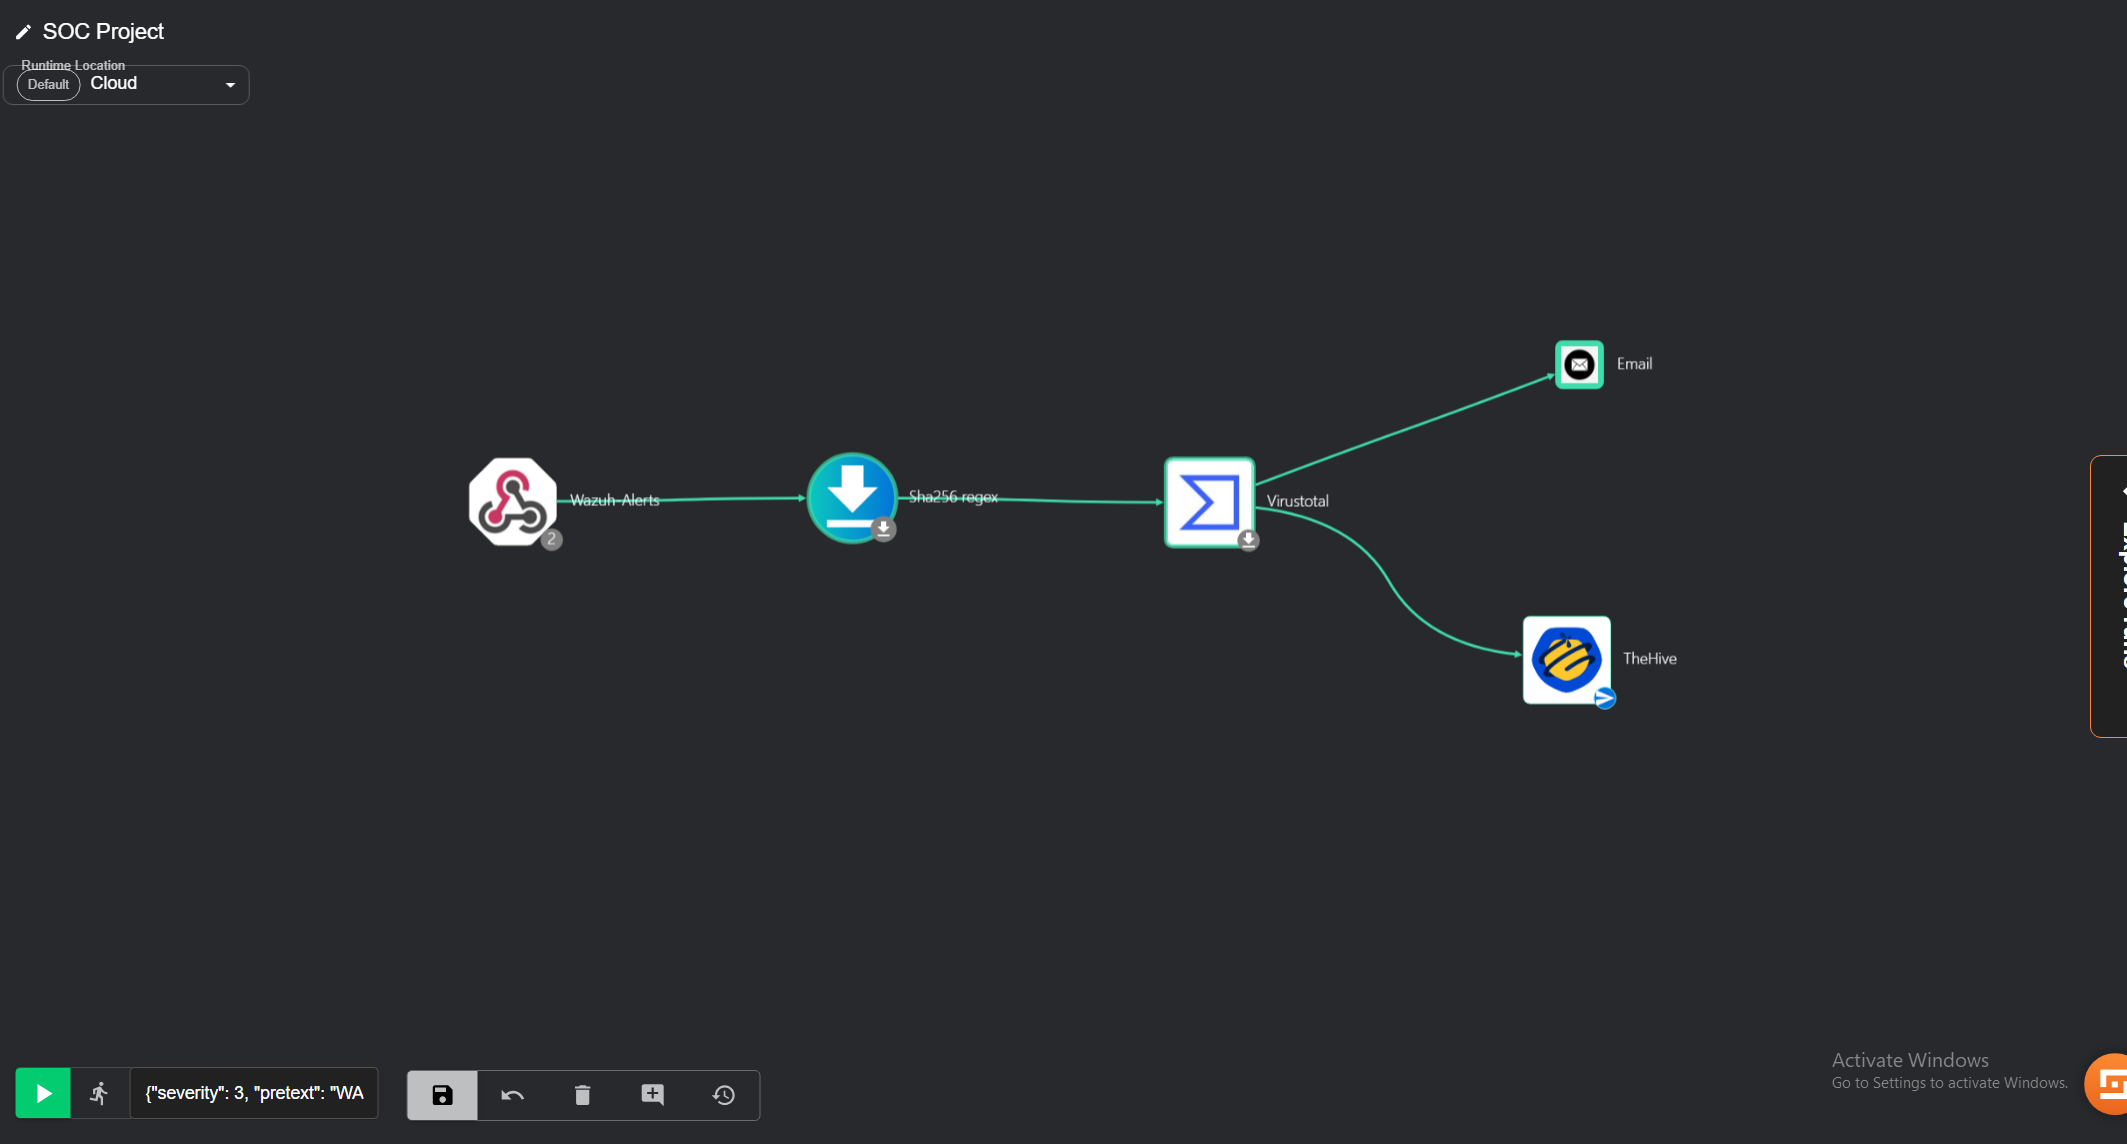 SOC Project
Runtime Location
Default Cloud
Email
Wazuh-Alerts
2
Sha256 regex
Virustotal
TheHive
{"severity": 3, "pretext": "WA
Activate Windows
Go to Settings to activate Windows.